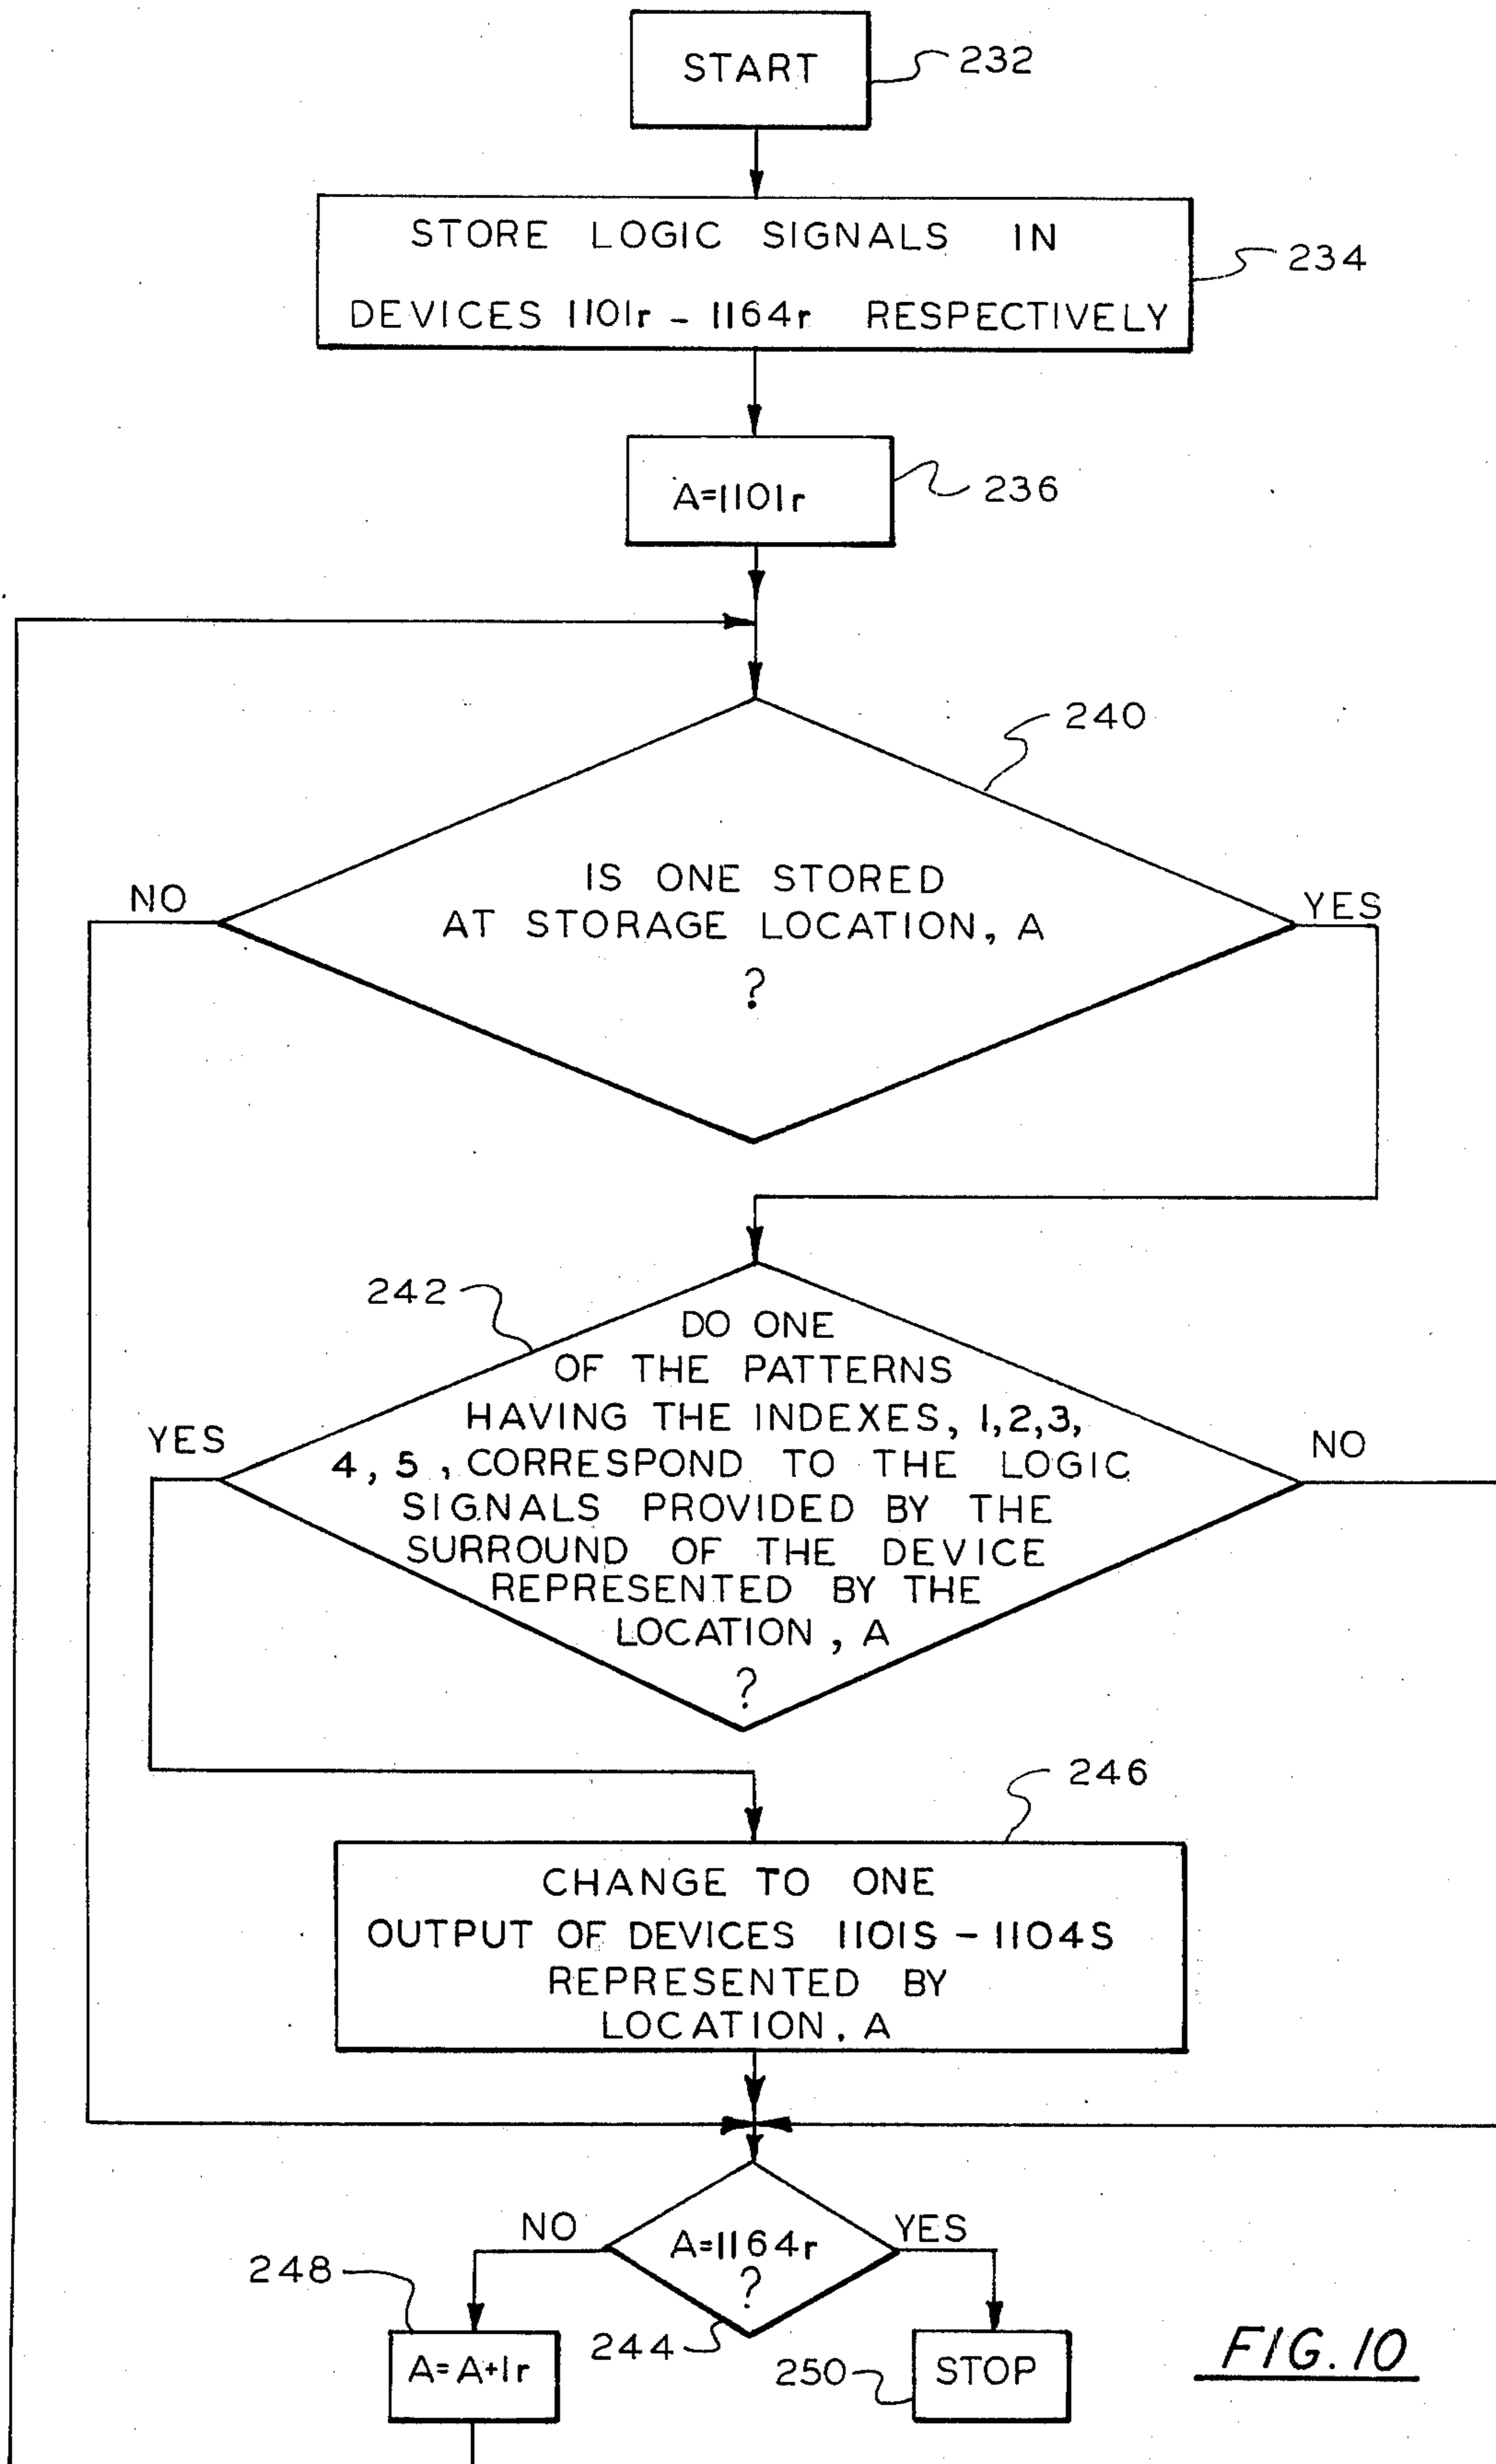 START
232
STORE LOGIC SIGNALS IN
234
DEVICES 1101r - 1164r RESPECTIVELY
A=1101r
236
240
IS ONE STORED
NO
YES
AT STORAGE LOCATION, A
?
242
DO ONE
OF THE PATTERNS
HAVING THE INDEXES, 1,2,3,
YES
NO
4, 5 , CORRESPOND TO THE LOGIC
SIGNALS PROVIDED BY THE
SURROUND OF THE DEVICE
REPRESENTED BY THE
LOCATION , A
?
246
CHANGE TO ONE
OUTPUT OF DEVICES 1101S - 1104S
REPRESENTED BY
LOCATION, A
NO
YES
A=1164r
?
248
244
A=A+1r
250
STOP
FIG. 10